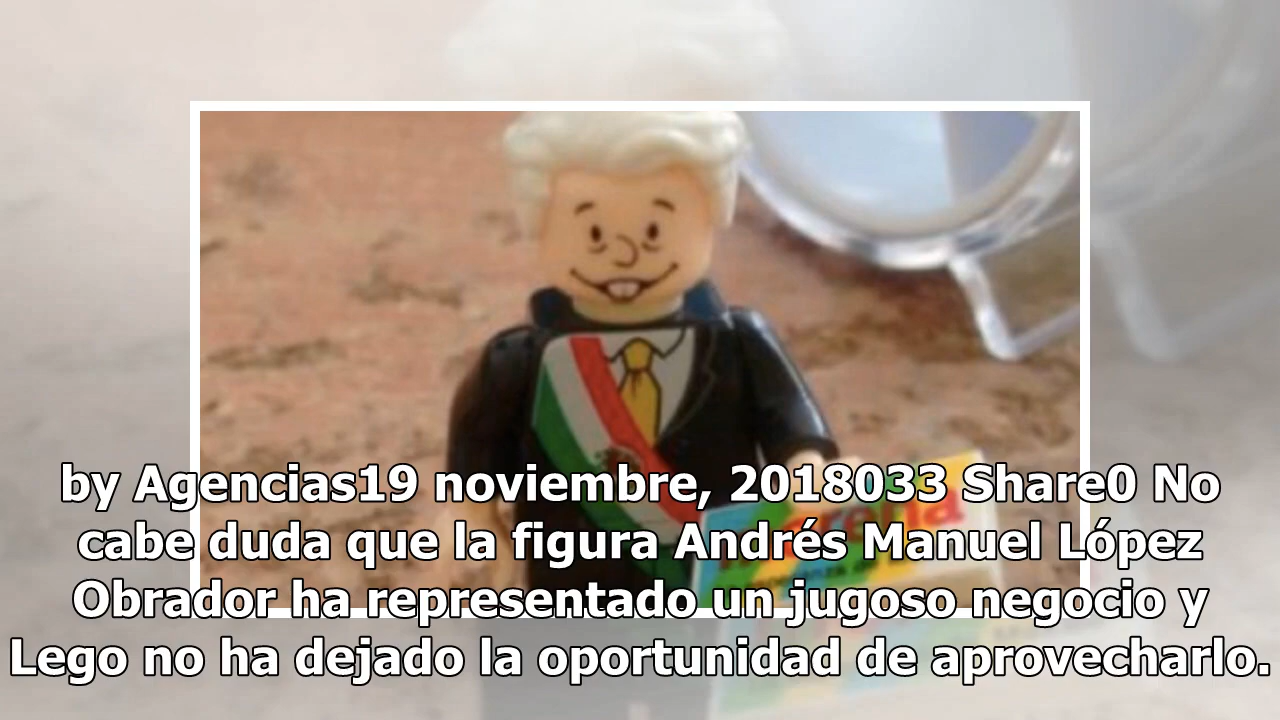 by Agencias19 noviembre, 2018033 Share0 No
cabe duda que la figura Andrés Manuel López
Obrador ha representado un jugoso negocio y
Lego no ha dejado la oportunidad de aprovecharlo.